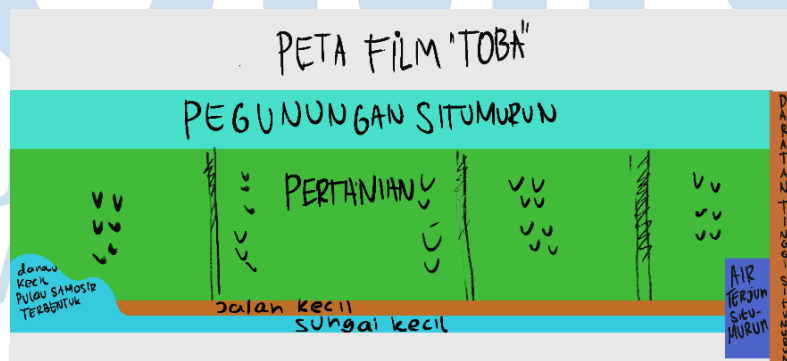 PETA FILM "TOBA"
PEGUNUNGAN SITUMURUN
PERTANIAN
danau
Kecil
PULAU SAMOSIR
TERBENTUK
Jalan Kecil
sungai kecil
AIR
TERJUN
SITU-
MURUN
DARATAN TINGGI SITUMURUN